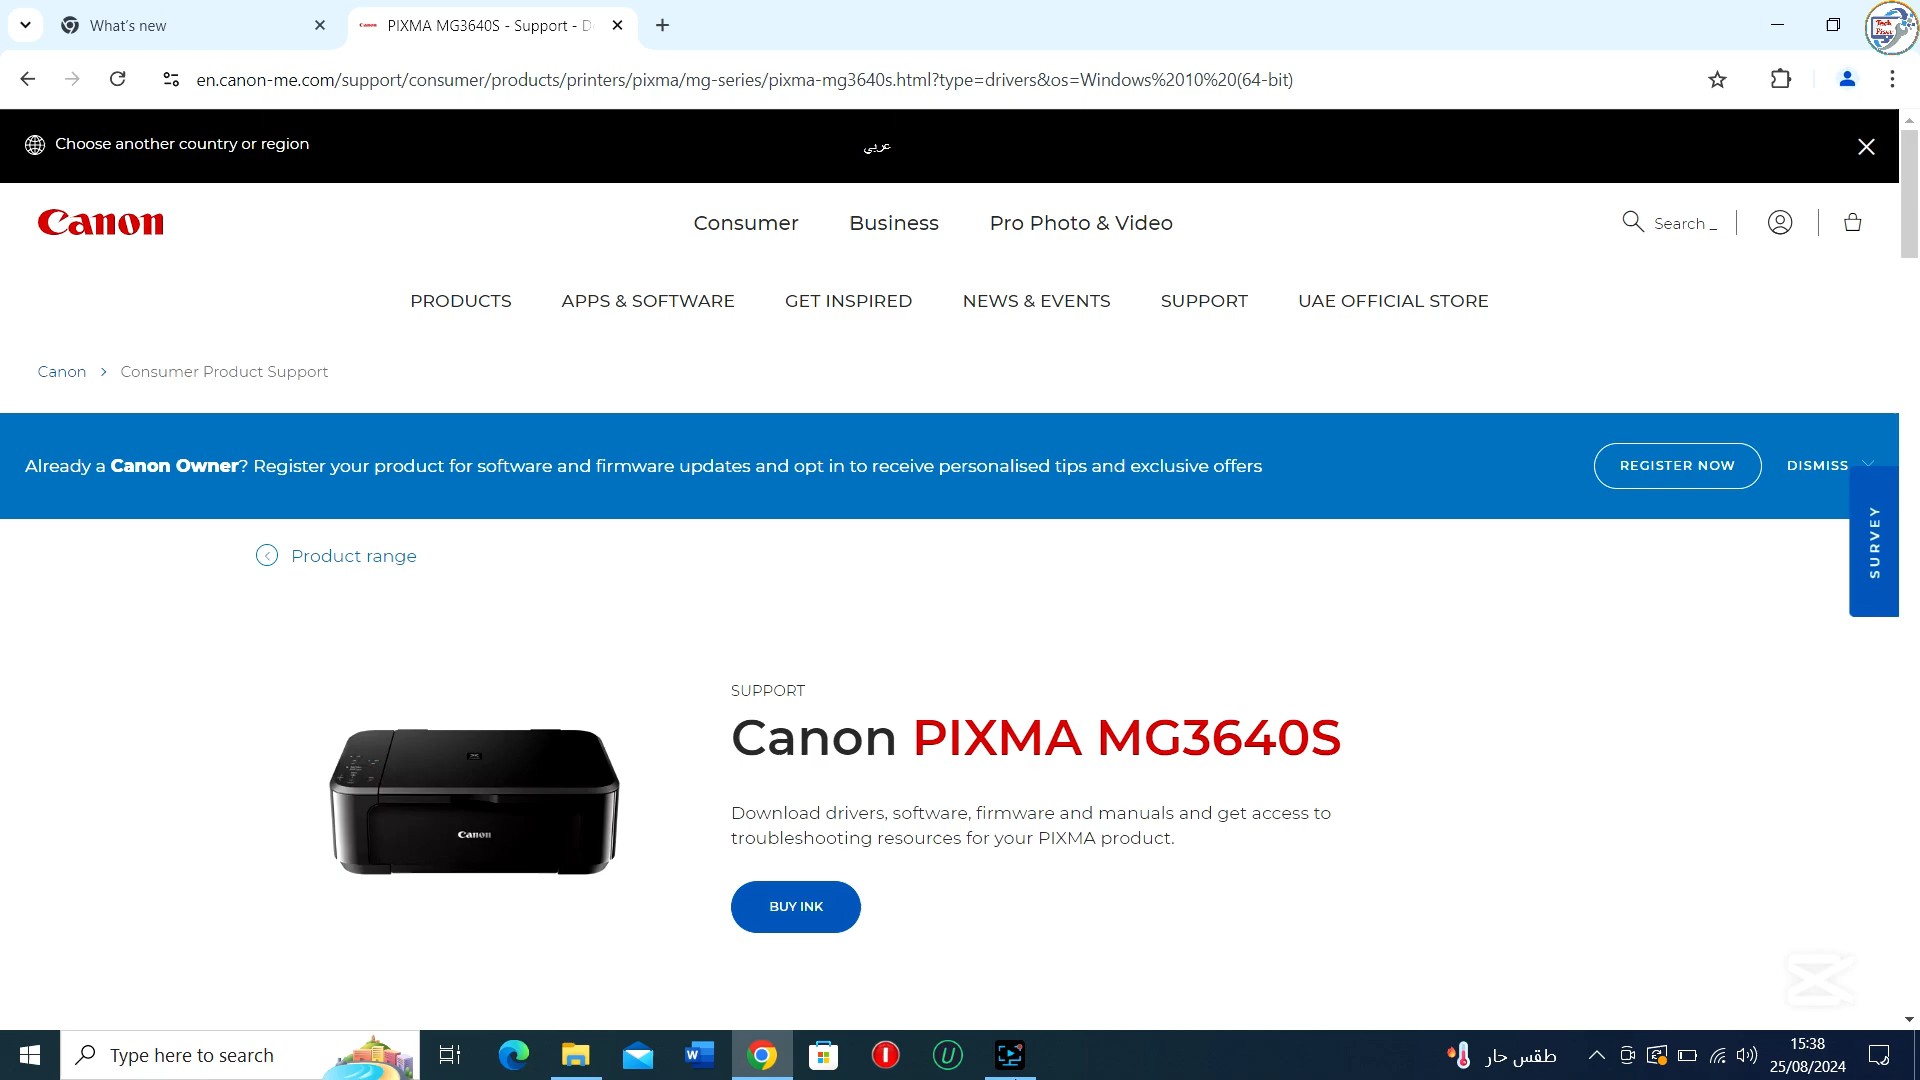 What's new
Canon
PIXMA MG3640S - Support - D
Tech
Pixar
en.canon-me.com/support/consumer/products/printers/pixma/mg-series/pixma-mg3640s.html?type=drivers&os=Windows%2010%20(64-bit)
Choose another country or region
عربي
Canon
Consumer
Business
Pro Photo & Video
Search _
PRODUCTS
APPS & SOFTWARE
GET INSPIRED
NEWS & EVENTS
SUPPORT
UAE OFFICIAL STORE
Canon
Consumer Product Support
Already a Canon Owner? Register your product for software and firmware updates and opt in to receive personalised tips and exclusive offers
REGISTER NOW
DISMISS
SURVEY
Product range
SUPPORT
Canon PIXMA MG3640S
Download drivers, software, firmware and manuals and get access to
troubleshooting resources for your PIXMA product.
Canon
BUY INK
Type here to search
طقس حار
15:38
25/08/2024